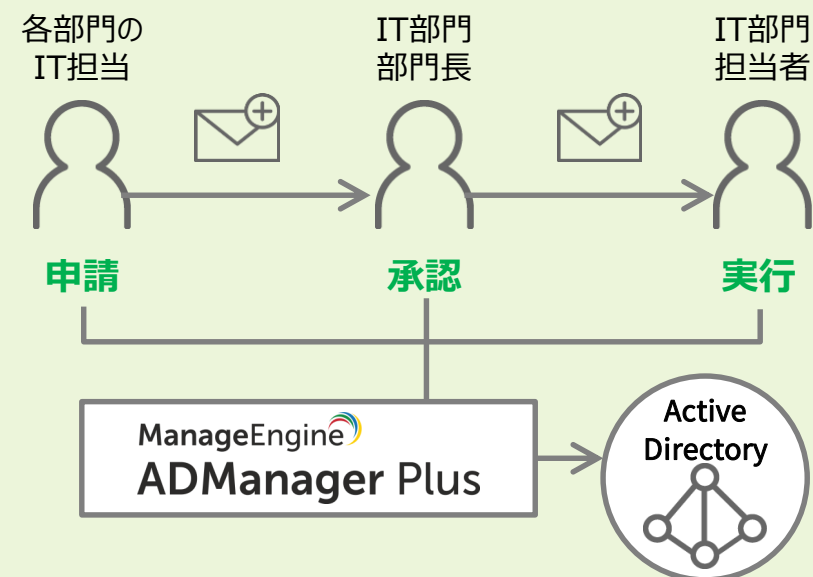 各部門の
IT担当
IT部門
部門長
IT部門
担当者
申請
承認
実行
ManageEngine
ADManager Plus
Active
Directory